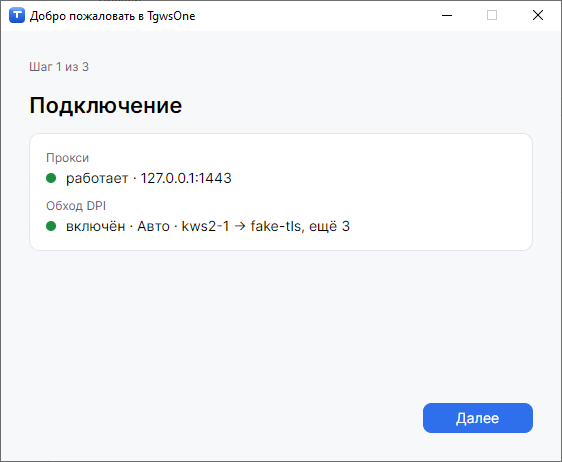 Добро пожаловать в TgwsOne
Шаг 1 из 3
Подключение
Прокси
работает · 127.0.0.1:1443
Обход DPI
включён · Авто · kws2-1 → fake-tls, ещё 3
Далее